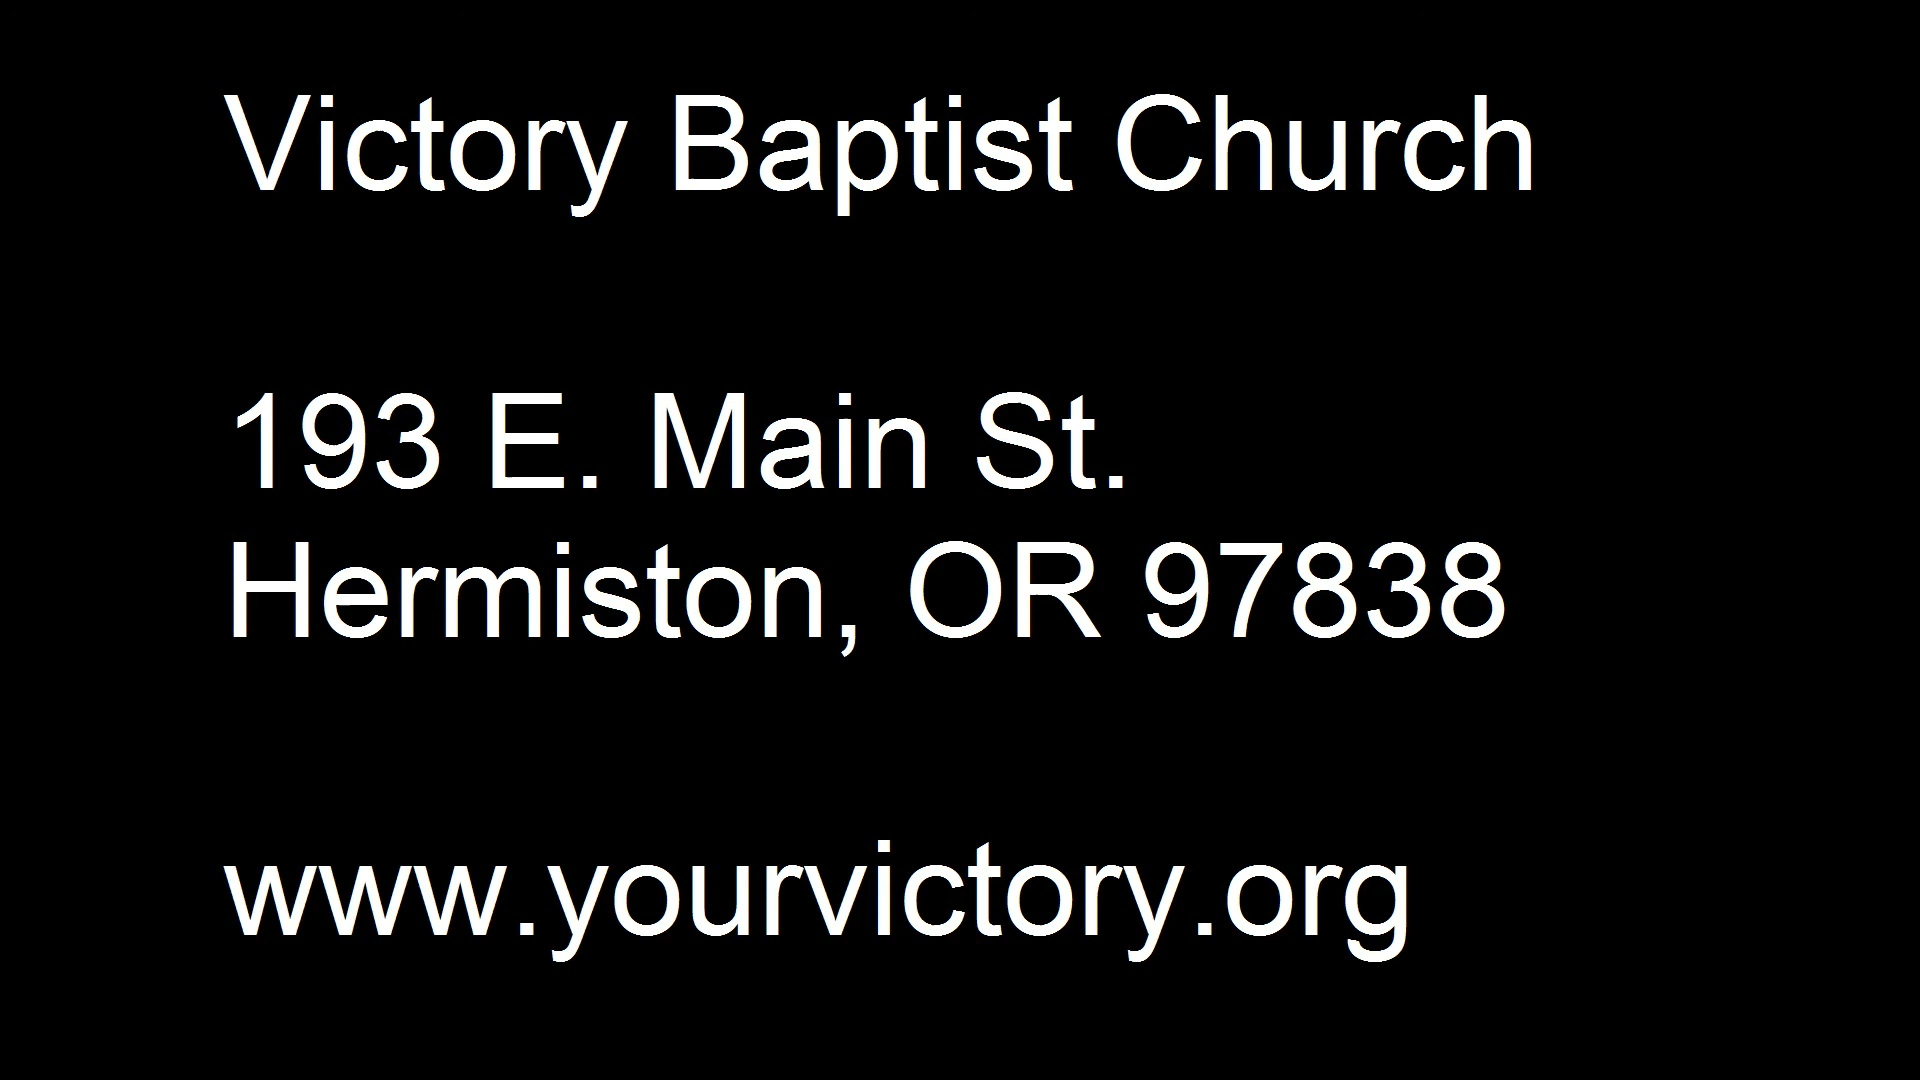 Victory Baptist Church
193 E. Main St.
Hermiston, OR 97838
www.yourvictory.org